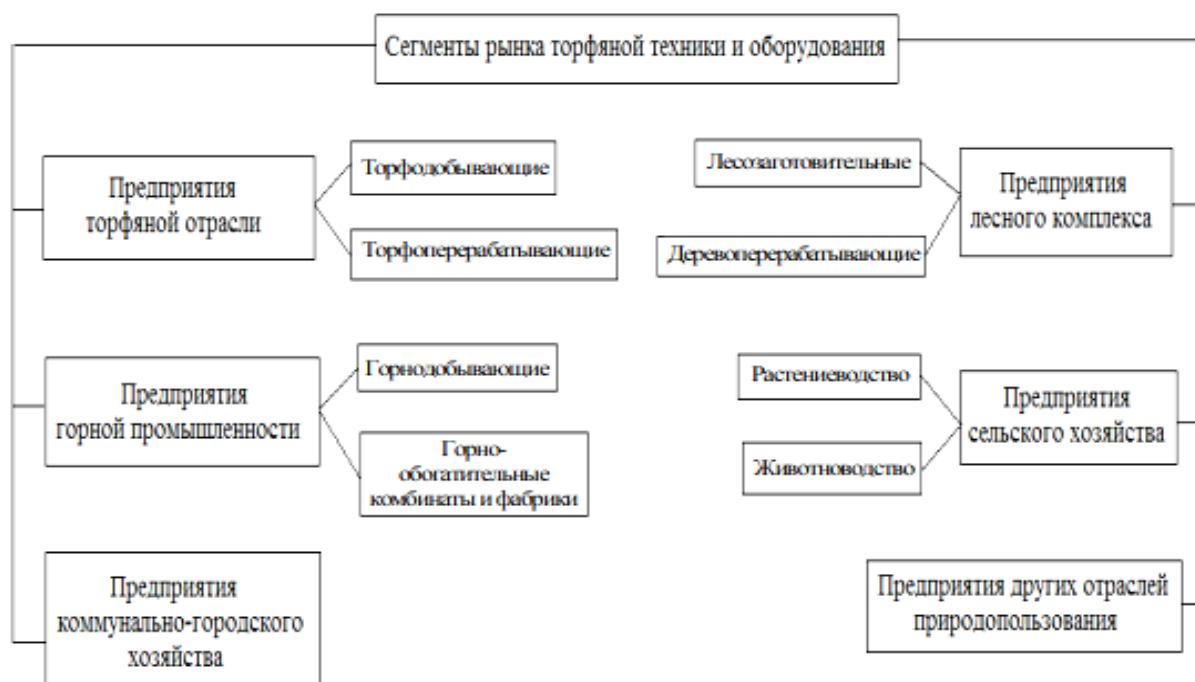 Сегменты рынка торфяной техники и оборудования
Предприятия
торфяной отрасли
Торфодобывающие
Торфоперерабатывающие
Лесозаготовительные
Деревоперерабатывающие
Предприятия
лесного комплекса
Предприятия
горной промышленности
Горнодобывающие
Горно-
обогатительные
комбинаты и фабрики
Растениеводство
Животноводство
Предприятия
сельского хозяйства
Предприятия
коммунально-городского
хозяйства
Предприятия других отраслей
природопользования